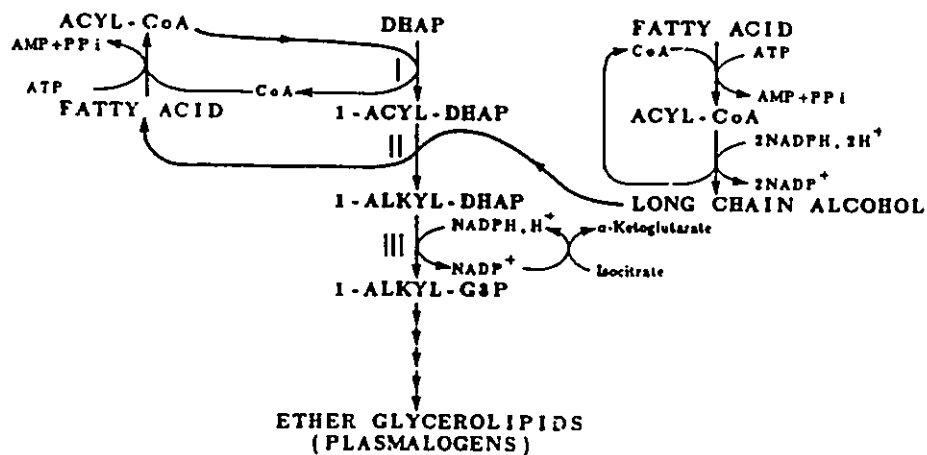 ACYL-CoA
DHAP
FATTY ACID
AMP+PPi
CoA
ATP
I
ATP
CoA
AMP+PPi
FATTY ACID
1-ACYL-DHAP
ACYL-CoA
II
2NADPH, 2H+
2NADP+
1-ALKYL-DHAP
LONG CHAIN ALCOHOL
NADPH, H+
α-Ketoglutarate
III
NADP+
Isocitrate
1-ALKYL-G3P
ETHER GLYCEROLIPIDS
(PLASMALOGENS)